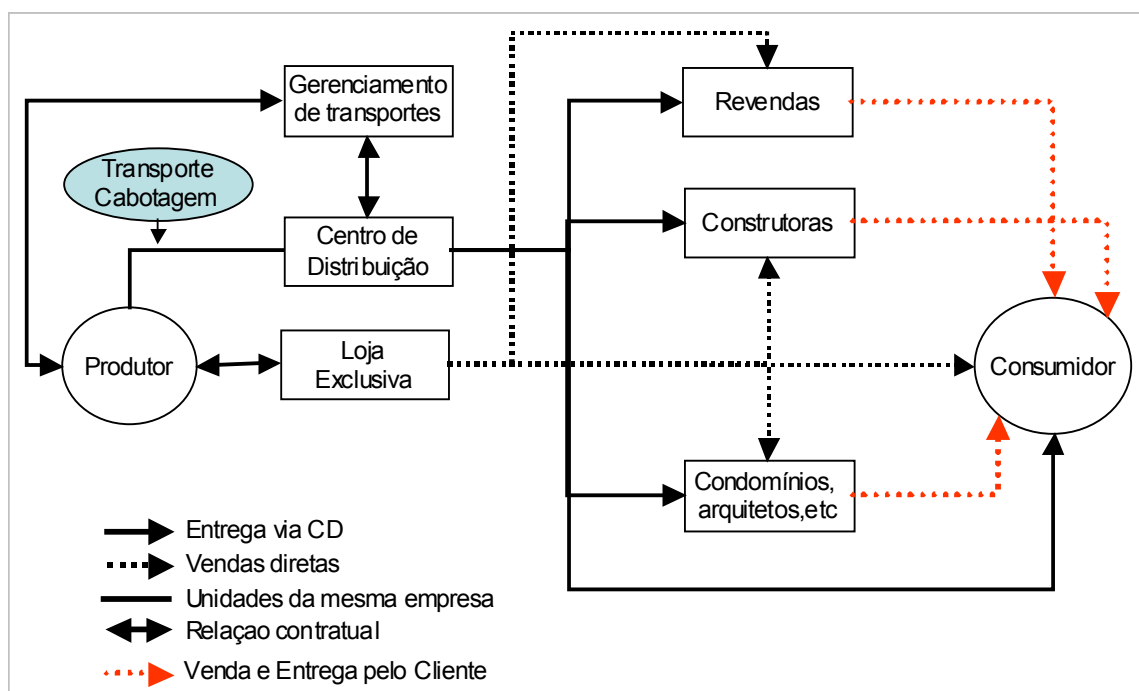 Gerenciamento
de transportes
Revendas
Transporte
Cabotagem
Centro de
Distribuição
Construtoras
Produtor
Loja
Exclusiva
Consumidor
Condomínios,
arquitetos,etc
Entrega via CD
Vendas diretas
Unidades da mesma empresa
Relaçao contratual
Venda e Entrega pelo Cliente